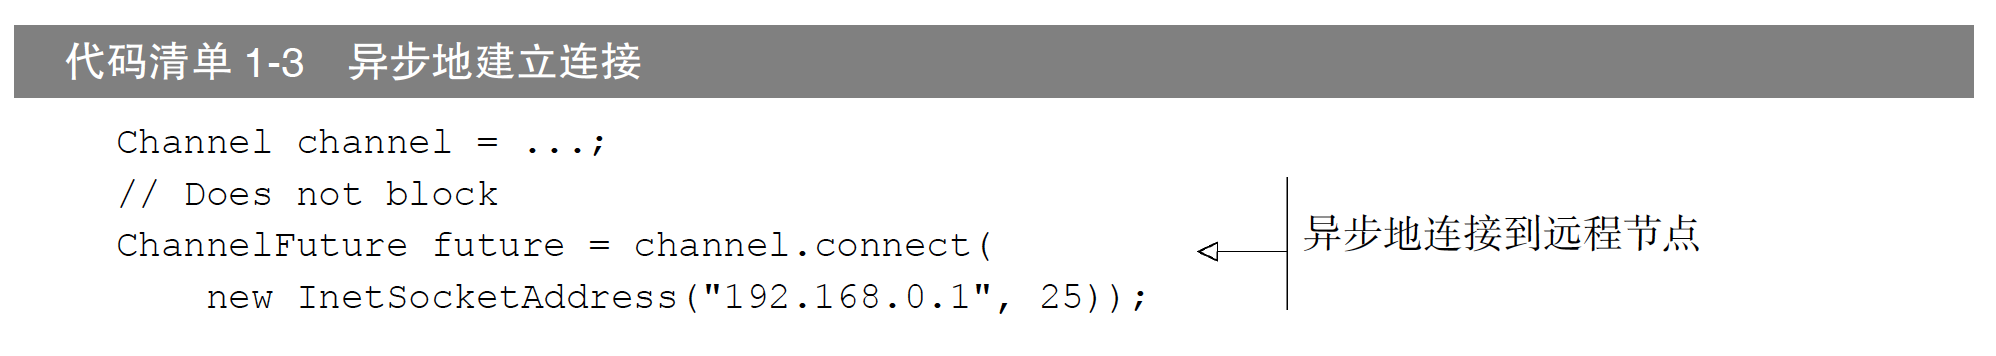 代码清单 1-3 异步地建立连接
Channel channel = ...;
// Does not block
ChannelFuture future = channel.connect(
    new InetSocketAddress("192.168.0.1", 25));
异步地连接到远程节点